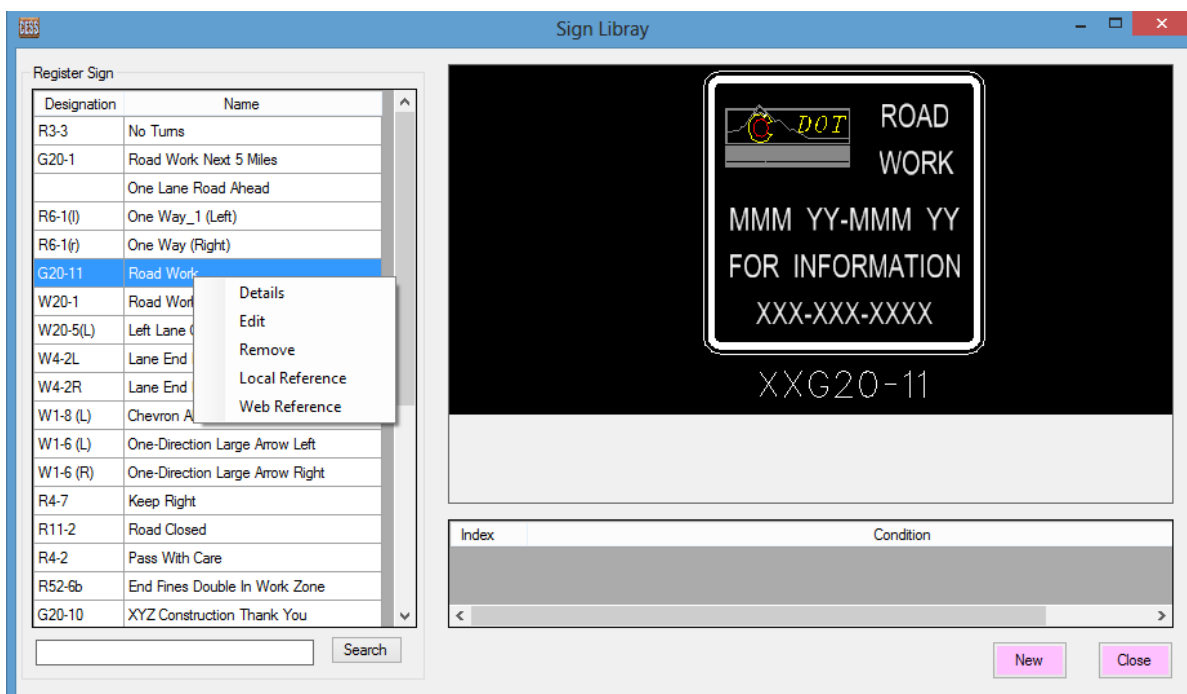 CESS
Sign Libray
Register Sign
Designation Name
R3-3 No Turns
G20-1 Road Work Next 5 Miles
One Lane Road Ahead
R6-1(l) One Way_1 (Left)
R6-1(r) One Way (Right)
G20-11 Road Work
W20-1 Road Wor
W20-5(L) Left Lane
W4-2L Lane End
W4-2R Lane End
W1-8 (L) Chevron A
W1-6 (L) One-Direction Large Arrow Left
W1-6 (R) One-Direction Large Arrow Right
R4-7 Keep Right
R11-2 Road Closed
R4-2 Pass With Care
R52-6b End Fines Double In Work Zone
G20-10 XYZ Construction Thank You
Search
Details
Edit
Remove
Local Reference
Web Reference
DOT
ROAD
WORK
MMM YY-MMM YY
FOR INFORMATION
XXX-XXX-XXXX
XXG20-11
Index Condition
New Close